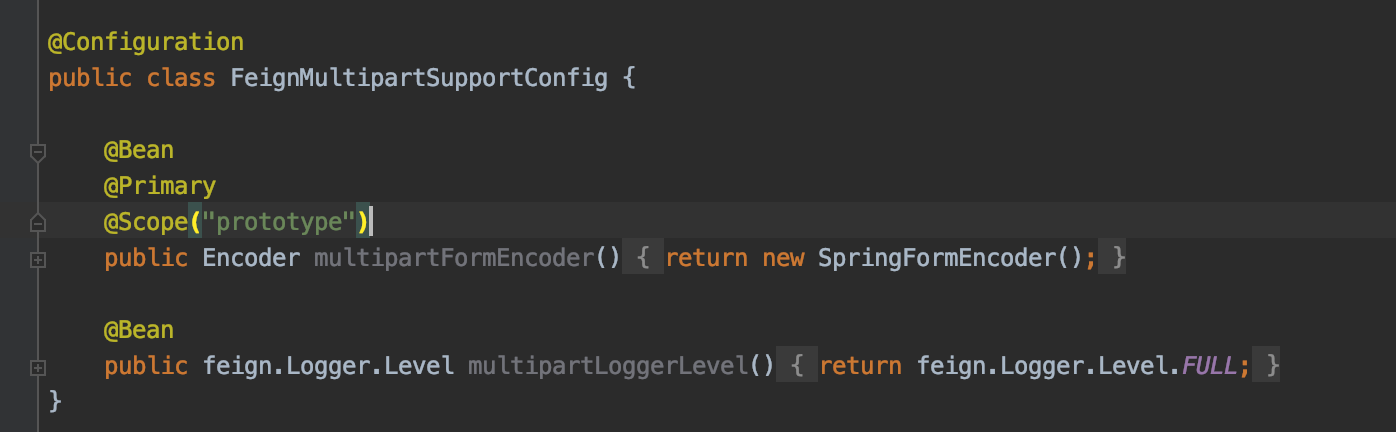 @Configuration
public class FeignMultipartSupportConfig {
@Bean
@Primary
@Scope("prototype")
public Encoder multipartFormEncoder() { return new SpringFormEncoder(); }
@Bean
public feign.Logger.Level multipartLoggerLevel() { return feign.Logger.Level.FULL; }
}